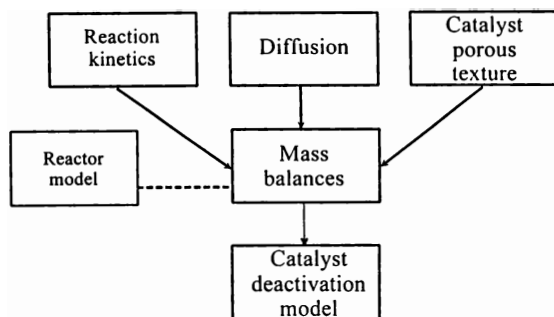 Reaction
kinetics
Diffusion
Catalyst
porous
texture
Reactor
model
Mass
balances
Catalyst
deactivation
model